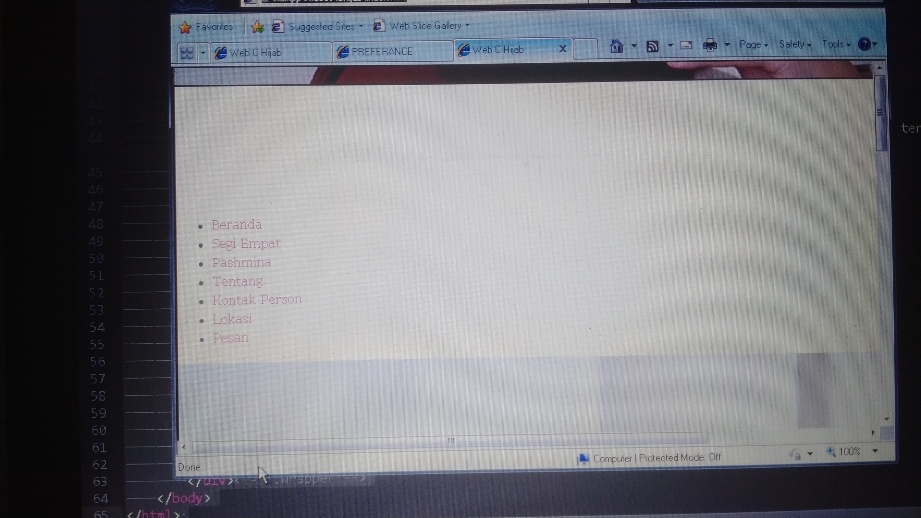 Favorites Suggested Sites Web Slice Gallery
Web C Hijab PREFERANCE Web C Hijab X Page Safety Tools
Beranda
Segi Empat
Pashmina
Tentang
Kontak Person
Lokasi
Pesan
Done Computer | Protected Mode: Off 100%
ter
43
44
45
46
47
48
49
50
51
52
53
54
55
56
57
58
59
60
61
62
63 </div> wrapper
64 </body>
65 </html>